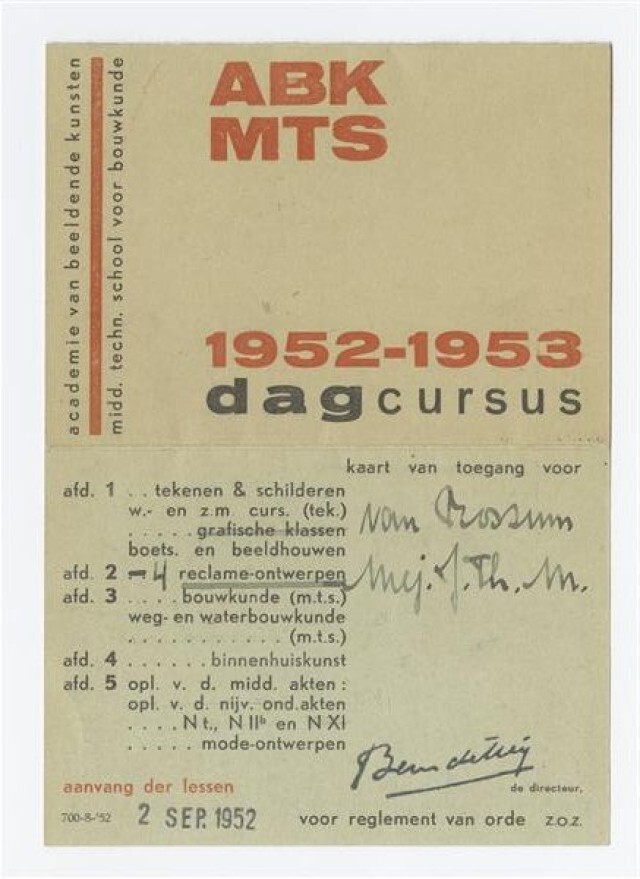 academie van beeldende kunsten
midd. techn. school voor bouwkunde
ABK
MTS
1952-1953
dagcursus
kaart van toegang voor
afd. 1 . . tekenen & schilderen
w.- en z.m. curs. (tek.)
. . . . . grafische klassen
boets. en beeldhouwen
van Rossum
afd. 2 -4 reclame-ontwerpen
Mej. J. Th. M.
afd. 3 . . . . bouwkunde (m.t.s.)
weg- en waterbouwkunde
. . . . . . . . . . . . (m.t.s.)
afd. 4 . . . . . . binnenhuiskunst
afd. 5 opl. v. d. midd. akten :
opl. v. d. nijv. ond.akten
. . . . N t., N IIb en N XI
. . . . . mode-ontwerpen
de directeur.
aanvang der lessen
700-8-'52 2 SEP. 1952
voor reglement van orde z.o.z.